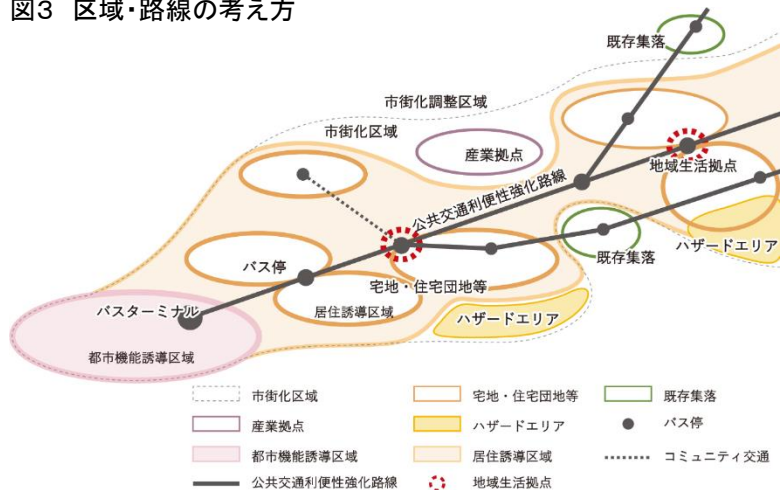 図3 区域・路線の考え方
既存集落
市街化調整区域
市街化区域
産業拠点
地域生活拠点
公共交通利便性強化路線
ハザードエリア
既存集落
バス停
宅地・住宅団地等
バスターミナル
居住誘導区域
ハザードエリア
都市機能誘導区域
市街化区域
宅地・住宅団地等
既存集落
産業拠点
ハザードエリア
バス停
都市機能誘導区域
居住誘導区域
コミュニティ交通
公共交通利便性強化路線
地域生活拠点